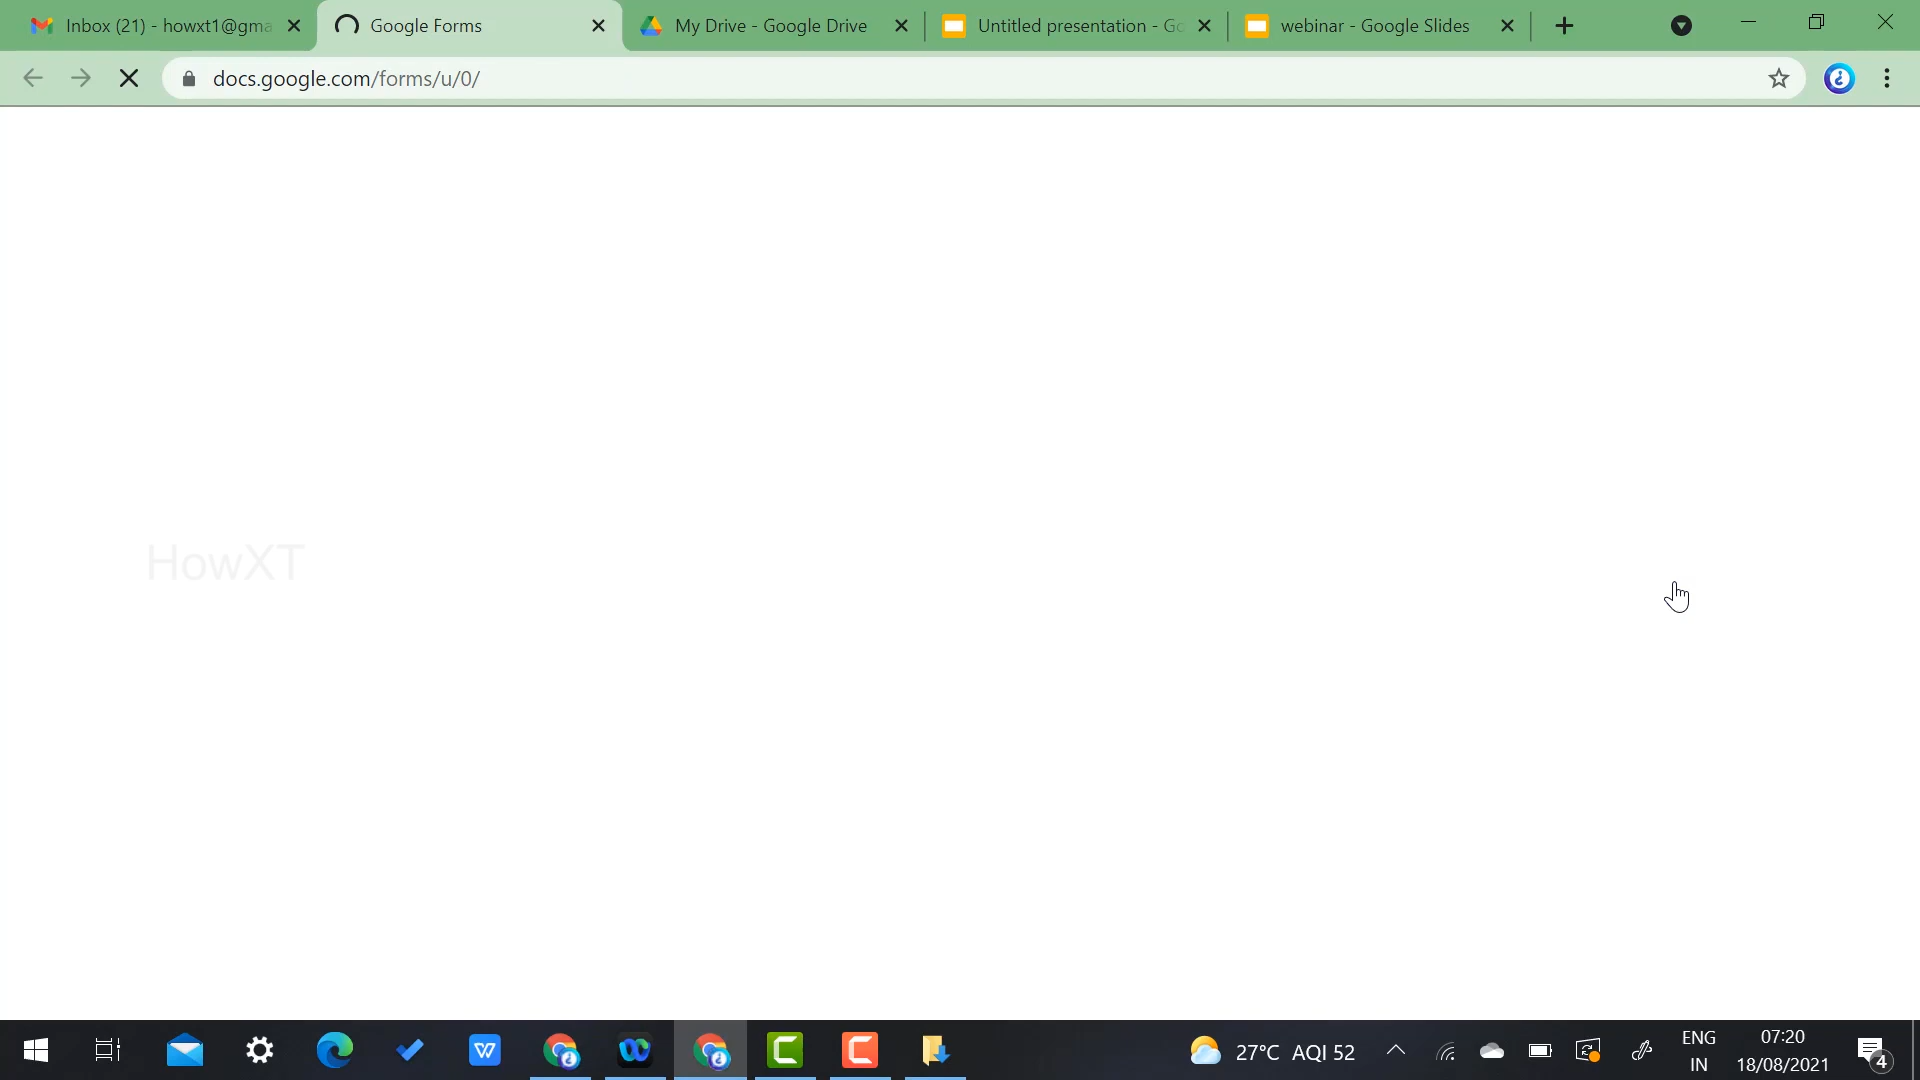 Inbox (21) - howxt1@gma
Google Forms
My Drive - Google Drive
Untitled presentation - Go
webinar - Google Slides
docs.google.com/forms/u/0/
HowXT
27°C AQI 52
ENG
IN
07:20
18/08/2021
4